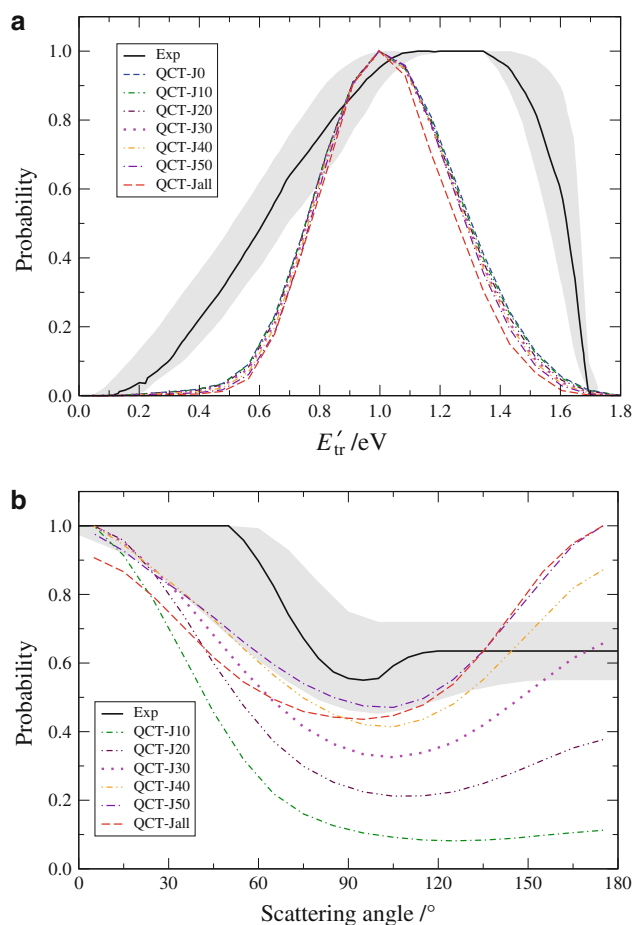 a
1.0
0.8
0.6
0.4
0.2
0.0
Probability
Exp
QCT-J0
QCT-J10
QCT-J20
QCT-J30
QCT-J40
QCT-J50
QCT-Jall
0.0 0.2 0.4 0.6 0.8 1.0 1.2 1.4 1.6 1.8
E′tr /eV
b
1.0
0.8
0.6
0.4
0.2
0.0
Probability
Exp
QCT-J10
QCT-J20
QCT-J30
QCT-J40
QCT-J50
QCT-Jall
0 30 60 90 120 150 180
Scattering angle /°